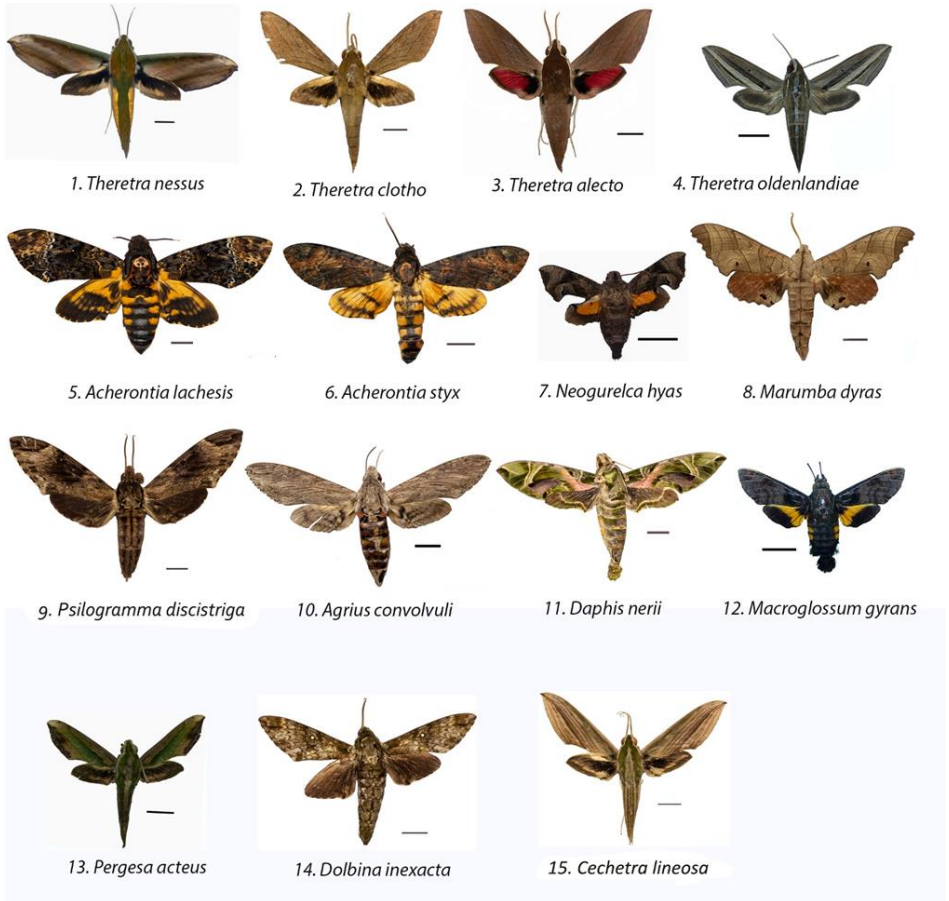 1. Theretra nessus
2. Theretra clotho
3. Theretra alecto
4. Theretra oldenlandiae
5. Acherontia lachesis
6. Acherontia styx
7. Neogurelca hyas
8. Marumba dyras
9. Psilogramma discistriga
10. Agrius convolvuli
11. Daphis nerii
12. Macroglossum gyrans
13. Pergesa acteus
14. Dolbina inexacta
15. Cechetra lineosa